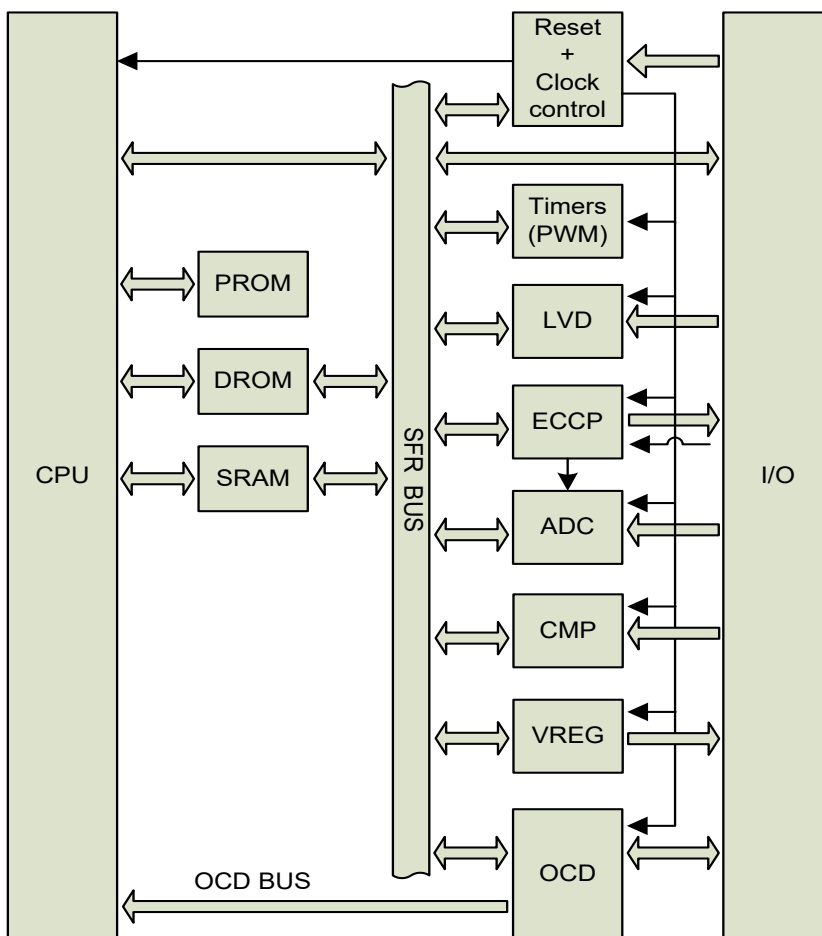 Reset
+
Clock
control
Timers
(PWM)
PROM
LVD
DROM
ECCP
CPU
SRAM
SFR BUS
I/O
ADC
CMP
VREG
OCD BUS
OCD